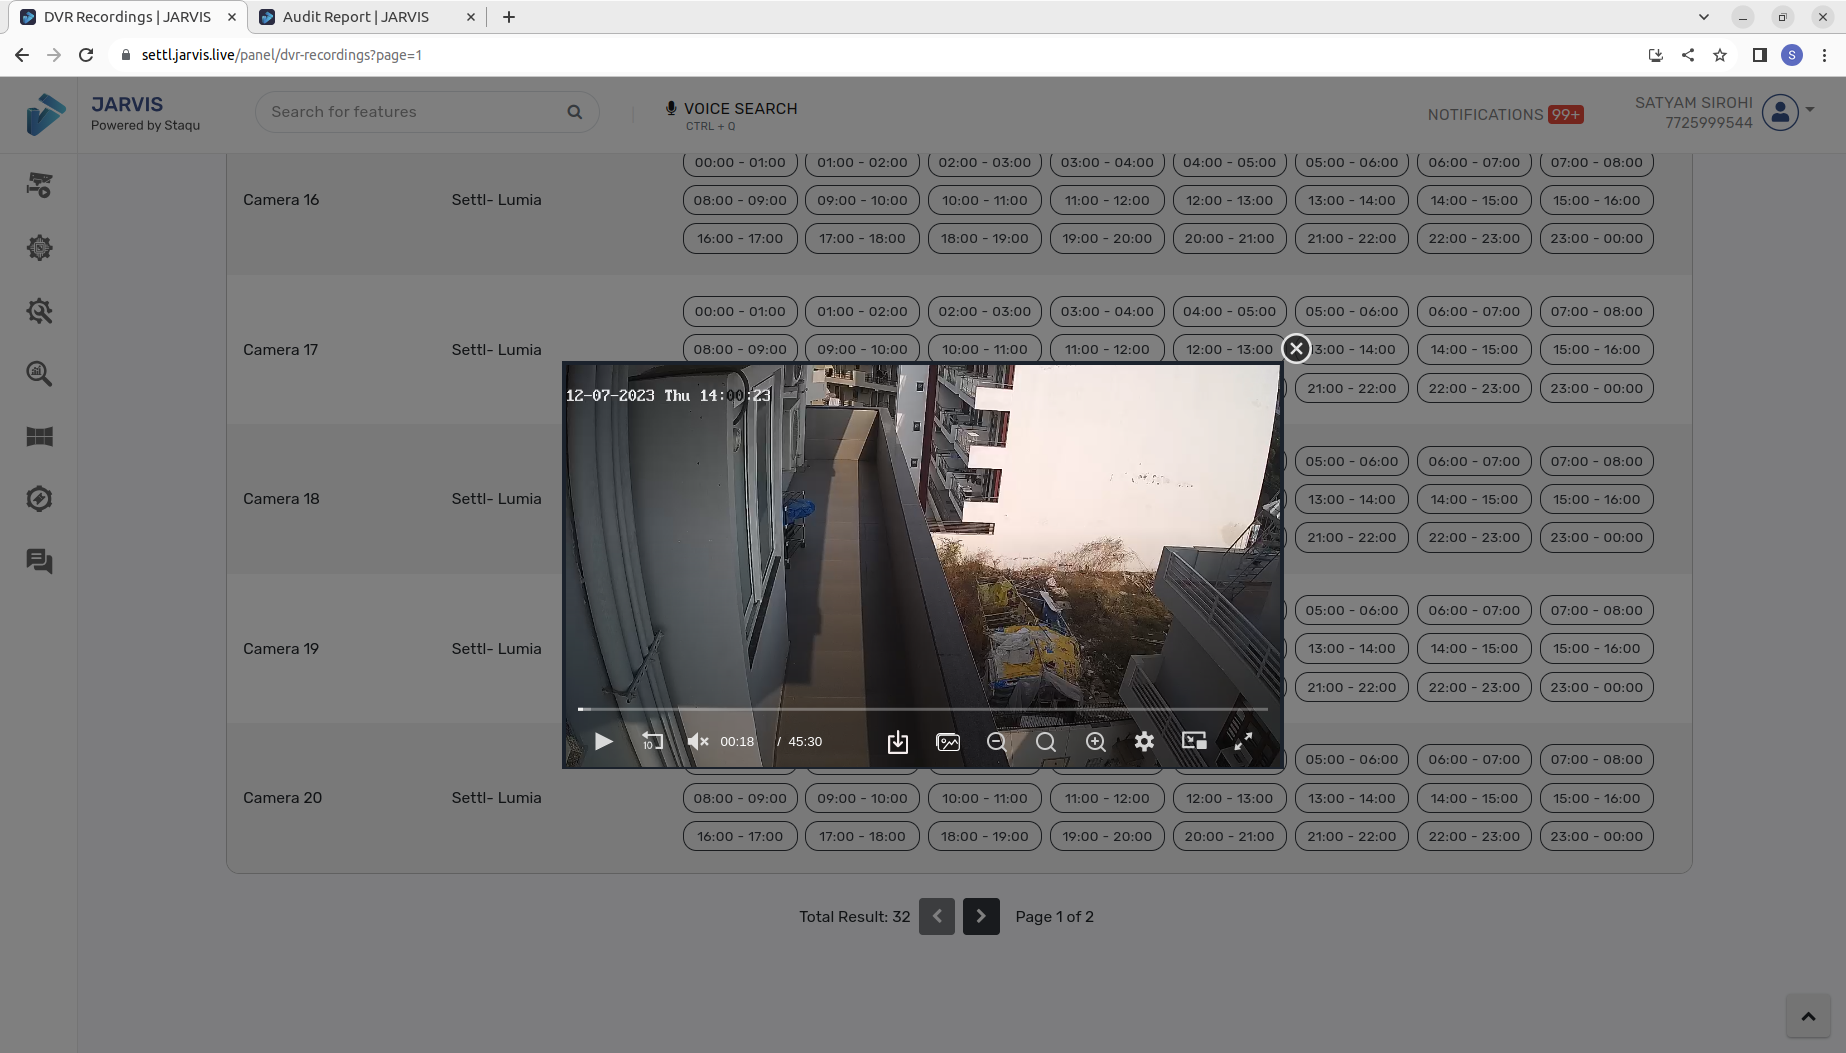 DVR Recordings | JARVIS
Audit Report | JARVIS
settl.jarvis.live/panel/dvr-recordings?page=1
S
JARVIS
Powered by Staqu
Search for features
VOICE SEARCH
CTRL + Q
NOTIFICATIONS 99+
SATYAM SIROHI
7725999544
00:00 - 01:00 01:00 - 02:00 02:00 - 03:00 03:00 - 04:00 04:00 - 05:00 05:00 - 06:00 06:00 - 07:00 07:00 - 08:00
Camera 16 Settl- Lumia 08:00 - 09:00 09:00 - 10:00 10:00 - 11:00 11:00 - 12:00 12:00 - 13:00 13:00 - 14:00 14:00 - 15:00 15:00 - 16:00
16:00 - 17:00 17:00 - 18:00 18:00 - 19:00 19:00 - 20:00 20:00 - 21:00 21:00 - 22:00 22:00 - 23:00 23:00 - 00:00
00:00 - 01:00 01:00 - 02:00 02:00 - 03:00 03:00 - 04:00 04:00 - 05:00 05:00 - 06:00 06:00 - 07:00 07:00 - 08:00
Camera 17 Settl- Lumia 08:00 - 09:00 09:00 - 10:00 10:00 - 11:00 11:00 - 12:00 12:00 - 13:00 3:00 - 14:00 14:00 - 15:00 15:00 - 16:00
21:00 - 22:00 22:00 - 23:00 23:00 - 00:00
12-07-2023 Thu 14:00:23
05:00 - 06:00 06:00 - 07:00 07:00 - 08:00
Camera 18 Settl- Lumia 13:00 - 14:00 14:00 - 15:00 15:00 - 16:00
21:00 - 22:00 22:00 - 23:00 23:00 - 00:00
05:00 - 06:00 06:00 - 07:00 07:00 - 08:00
Camera 19 Settl- Lumia 13:00 - 14:00 14:00 - 15:00 15:00 - 16:00
21:00 - 22:00 22:00 - 23:00 23:00 - 00:00
10 00:18 / 45:30
05:00 - 06:00 06:00 - 07:00 07:00 - 08:00
Camera 20 Settl- Lumia 08:00 - 09:00 09:00 - 10:00 10:00 - 11:00 11:00 - 12:00 12:00 - 13:00 13:00 - 14:00 14:00 - 15:00 15:00 - 16:00
16:00 - 17:00 17:00 - 18:00 18:00 - 19:00 19:00 - 20:00 20:00 - 21:00 21:00 - 22:00 22:00 - 23:00 23:00 - 00:00
Total Result: 32 Page 1 of 2